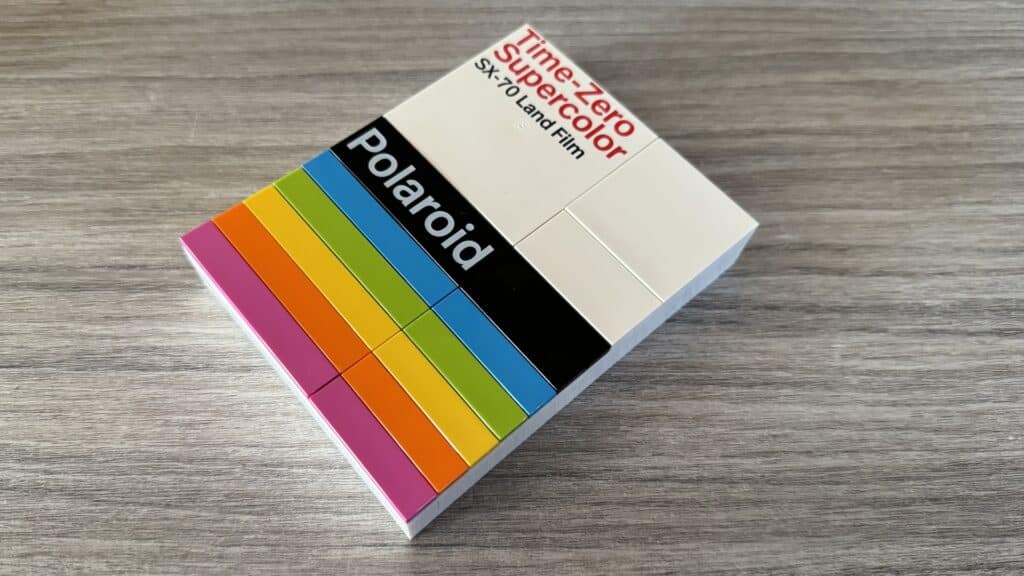 Time-Zero
Supercolor
SX-70 Land Film
Polaroid